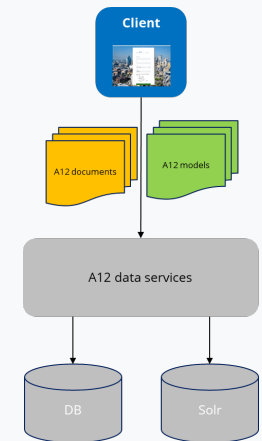 Client
A12 documents
A12 models
A12 data services
DB
Solr